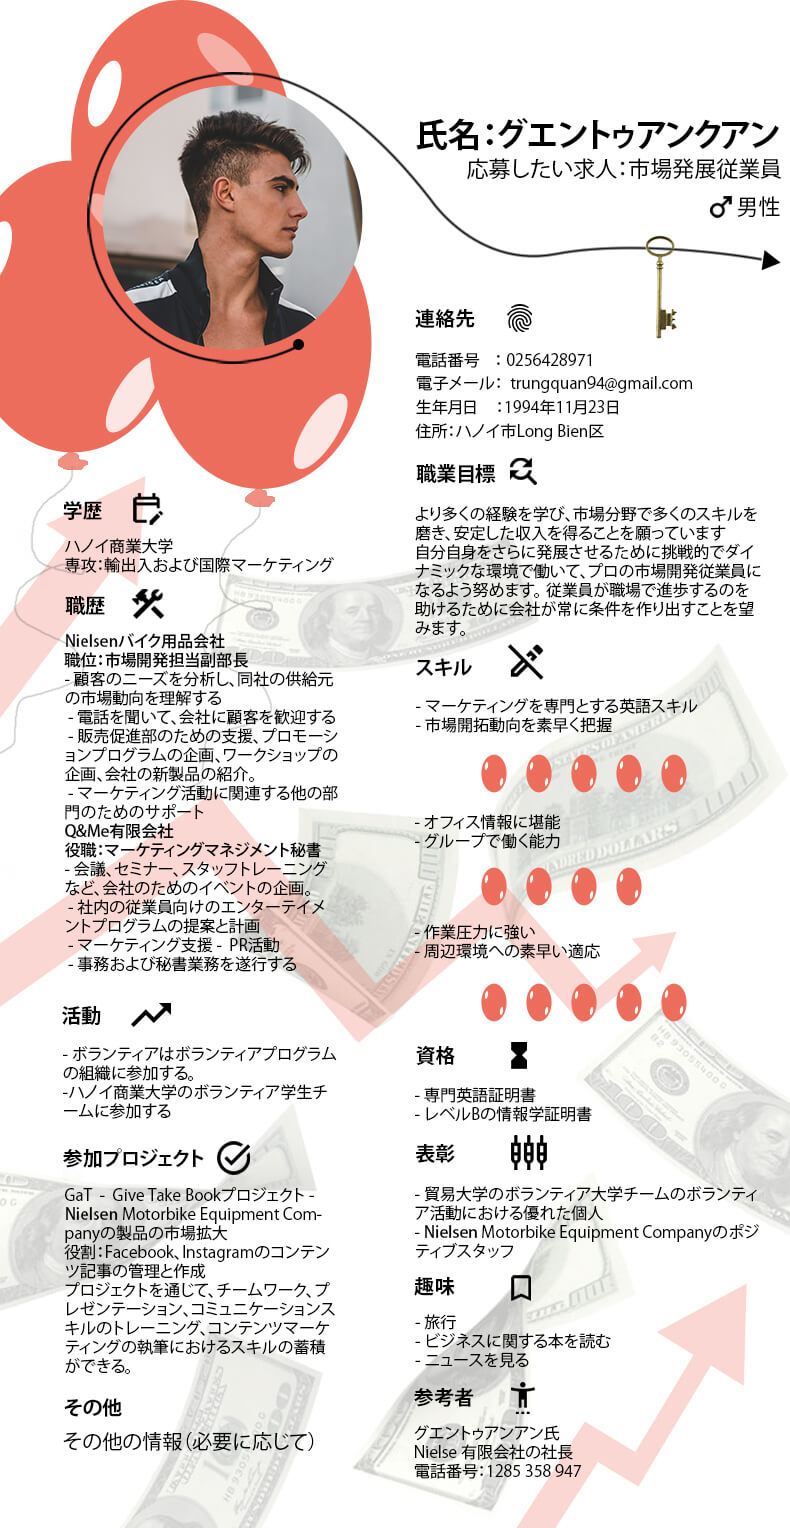 氏名：グエントゥアンクアン
応募したい求人：市場発展従業員
男性
連絡先
電話番号　： 0256428971
電子メール： trungquan94@gmail.com
生年月日　：1994年11月23日
住所：ハノイ市Long Bien区
職業目標
より多くの経験を学び、市場分野で多くのスキルを
磨き、安定した収入を得ることを願っています
自分自身をさらに発展させるために挑戦的でダイ
ナミックな環境で働いて、プロの市場開発従業員に
なるよう努めます。 従業員が職場で進歩するのを
助けるために会社が常に条件を作り出すことを望
みます。
スキル
- マーケティングを専門とする英語スキル
- 市場開拓動向を素早く把握
- オフィス情報に堪能
- グループで働く能力
- 作業圧力に強い
- 周辺環境への素早い適応
資格
- 専門英語証明書
- レベルBの情報学証明書
表彰
- 貿易大学のボランティア大学チームのボランティ
ア活動における優れた個人
- Nielsen Motorbike Equipment Companyのポジ
ティブスタッフ
趣味
- 旅行
- ビジネスに関する本を読む
- ニュースを見る
参考者
グエントゥアンアン氏
Nielse 有限会社の社長
電話番号：1285 358 947
学歴
ハノイ商業大学
専攻：輸出入および国際マーケティング
職歴
Nielsenバイク用品会社
職位：市場開発担当副部長
- 顧客のニーズを分析し、同社の供給元
の市場動向を理解する
- 電話を聞いて、会社に顧客を歓迎する
- 販売促進部のための支援、プロモーシ
ョンプログラムの企画、ワークショップの
企画、会社の新製品の紹介。
- マーケティング活動に関連する他の部
門のためのサポート
Q&Me有限会社
役職：マーケティングマネジメント秘書
- 会議、セミナー、スタッフトレーニング
など、会社のためのイベントの企画。
- 社内の従業員向けのエンターテイメ
ントプログラムの提案と計画
- マーケティング支援 - PR活動
- 事務および秘書業務を遂行する
活動
- ボランティアはボランティアプログラム
の組織に参加する。
-ハノイ商業大学のボランティア学生チ
ームに参加する
参加プロジェクト
GaT - Give Take Bookプロジェクト -
Nielsen Motorbike Equipment Com-
panyの製品の市場拡大
役割：Facebook、Instagramのコンテン
ツ記事の管理と作成
プロジェクトを通じて、チームワーク、プ
レゼンテーション、コミュニケーションス
キルのトレーニング、コンテンツマーケ
ティングの執筆におけるスキルの蓄積
ができる。
その他
その他の情報（必要に応じて）